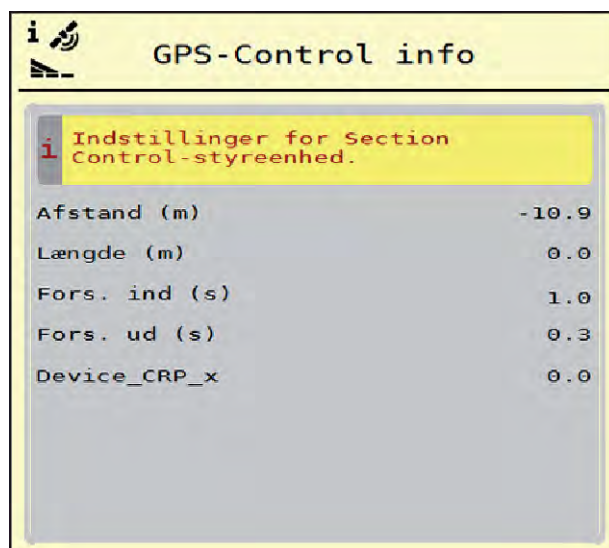 i
GPS-Control info
i Indstillinger for Section
Control-styreenhed.
Afstand (m) -10.9
Længde (m) 0.0
Fors. ind (s) 1.0
Fors. ud (s) 0.3
Device_CRP_x 0.0